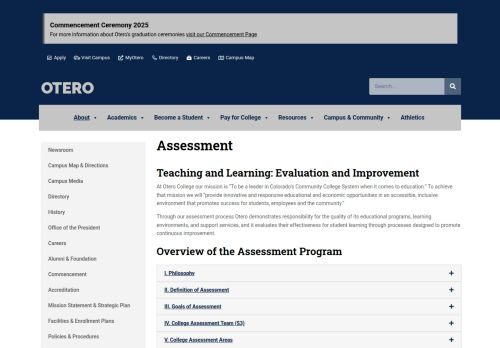 Commencement Ceremony 2025
For more information about Otero's graduation ceremonies visit our Commencement Page
Apply Visit Campus MyOtero Directory Careers Campus Map
OTERO
Search...
About Academics Become a Student Pay for College Resources Campus & Community Athletics
Newsroom
Campus Map & Directions
Campus Media
Directory
History
Office of the President
Careers
Alumni & Foundation
Commencement
Accreditation
Mission Statement & Strategic Plan
Facilities & Enrollment Plans
Policies & Procedures
Assessment
Teaching and Learning: Evaluation and Improvement
At Otero College our mission is "To be a leader in Colorado's Community College System when it comes to education." To achieve
that mission we will "provide innovative and responsive educational and economic opportunities in an accessible, inclusive
environment that promotes success for students, employees and the community."
Through our assessment process Otero demonstrates responsibility for the quality of its educational programs, learning
environments, and support services, and it evaluates their effectiveness for student learning through processes designed to promote
continuous improvement.
Overview of the Assessment Program
I. Philosophy
II. Definition of Assessment
III. Goals of Assessment
IV. College Assessment Team (S3)
V. College Assessment Areas